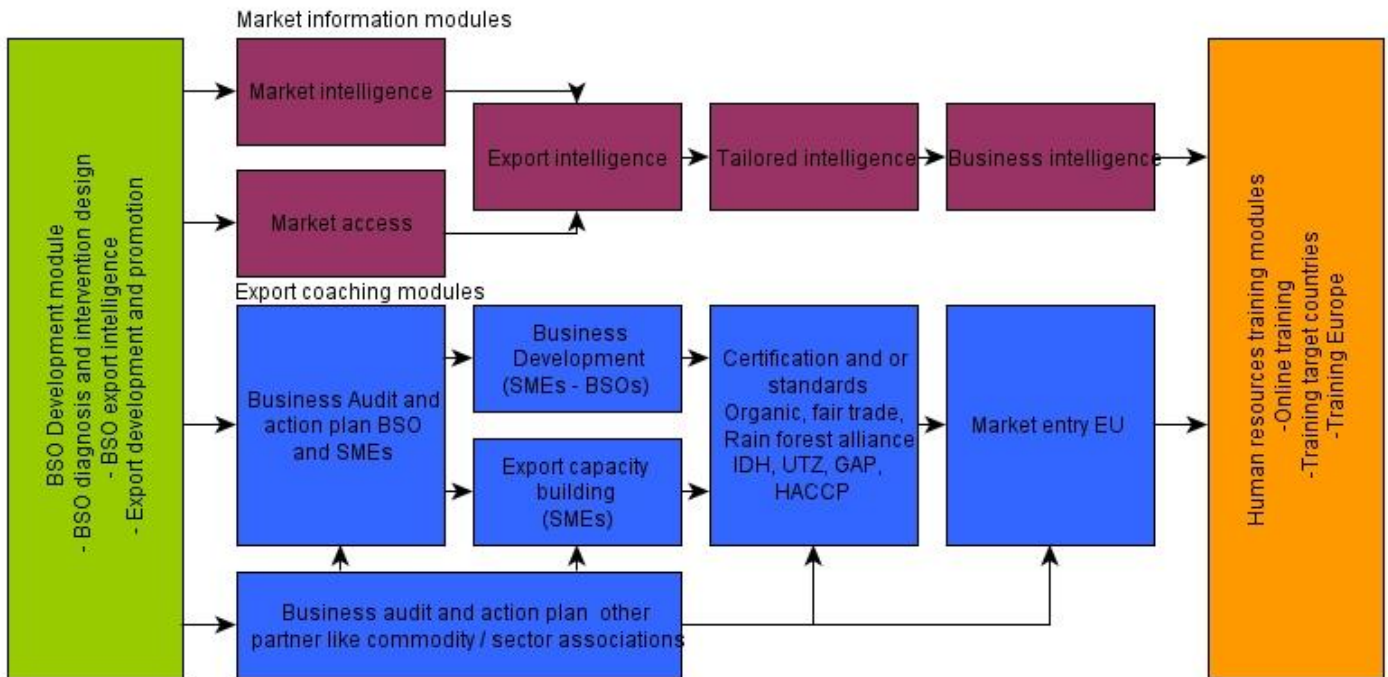 Market information modules
BSO Development module
- BSO diagnosis and intervention design
- BSO export intelligence
- Export development and promotion
Market intelligence
Market access
Export intelligence
Tailored intelligence
Business intelligence
Export coaching modules
Business Audit and
action plan BSO
and SMEs
Business
Development
(SMEs - BSOs)
Export capacity
building
(SMEs)
Certification and or
standards
Organic, fair trade,
Rain forest alliance
IDH, UTZ, GAP,
HACCP
Market entry EU
Business audit and action plan  other
partner like commodity / sector associations
Human resources training modules
-Online training
-Training target countries
-Training Europe